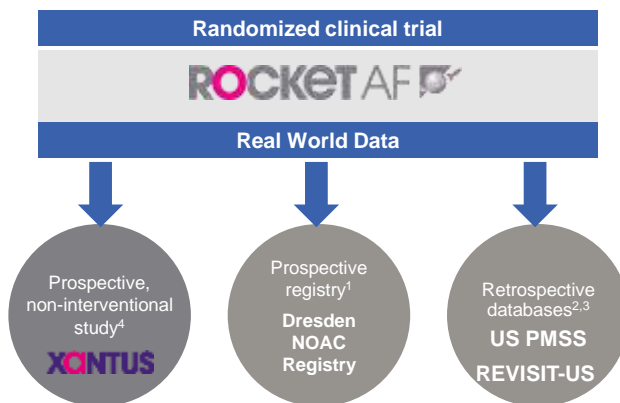 Randomized clinical trial
ROCKET AF
Real World Data
Prospective,
non-interventional
study4
XANTUS
Prospective
registry1
Dresden
NOAC
Registry
Retrospective
databases2,3
US PMSS
REVISIT-US